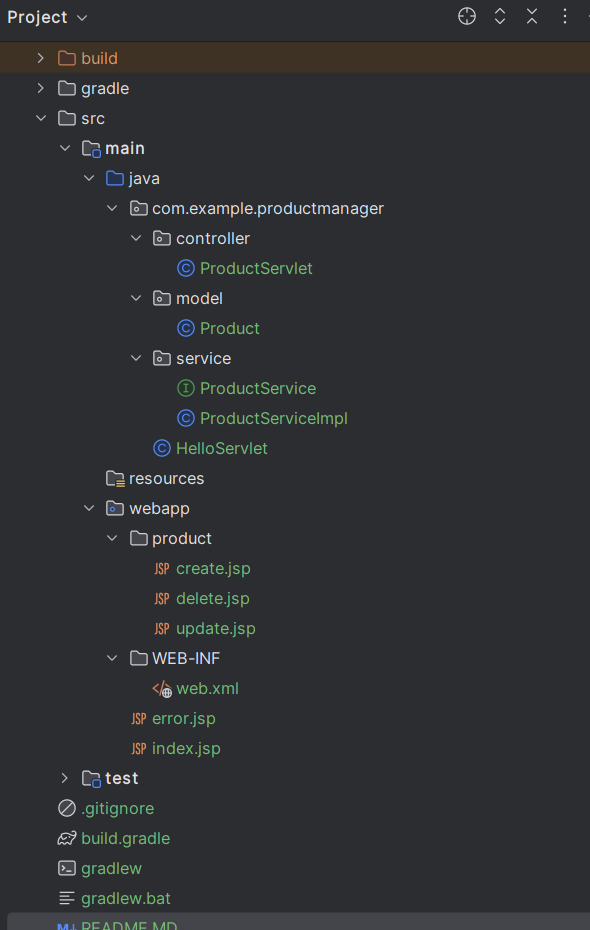 Project
build
gradle
src
main
java
com.example.productmanager
controller
C ProductServlet
model
C Product
service
I ProductService
C ProductServiceImpl
C HelloServlet
resources
webapp
product
JSP create.jsp
JSP delete.jsp
JSP update.jsp
WEB-INF
web.xml
JSP error.jsp
JSP index.jsp
test
.gitignore
build.gradle
gradlew
gradlew.bat
M↓ README.MD